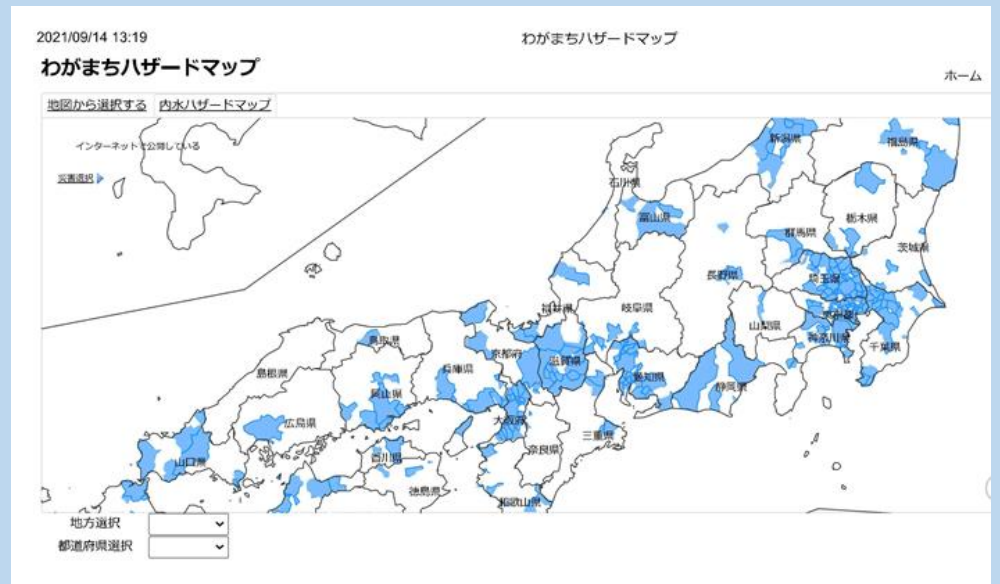 2021/09/14 13:19
わがまちハザードマップ
わがまちハザードマップ
ホーム
地図から選択する 内水ハザードマップ
インターネットで公開している
災害選択
新潟県
福島県
石川県
富山県
栃木県
群馬県
茨城県
長野県
埼玉県
福井県
岐阜県
東京都
山梨県
神奈川県
千葉県
鳥取県
京都府
滋賀県
島根県
兵庫県
愛知県
静岡県
岡山県
広島県
大阪府
三重県
奈良県
香川県
山口県
徳島県
和歌山県
地方選択
都道府県選択